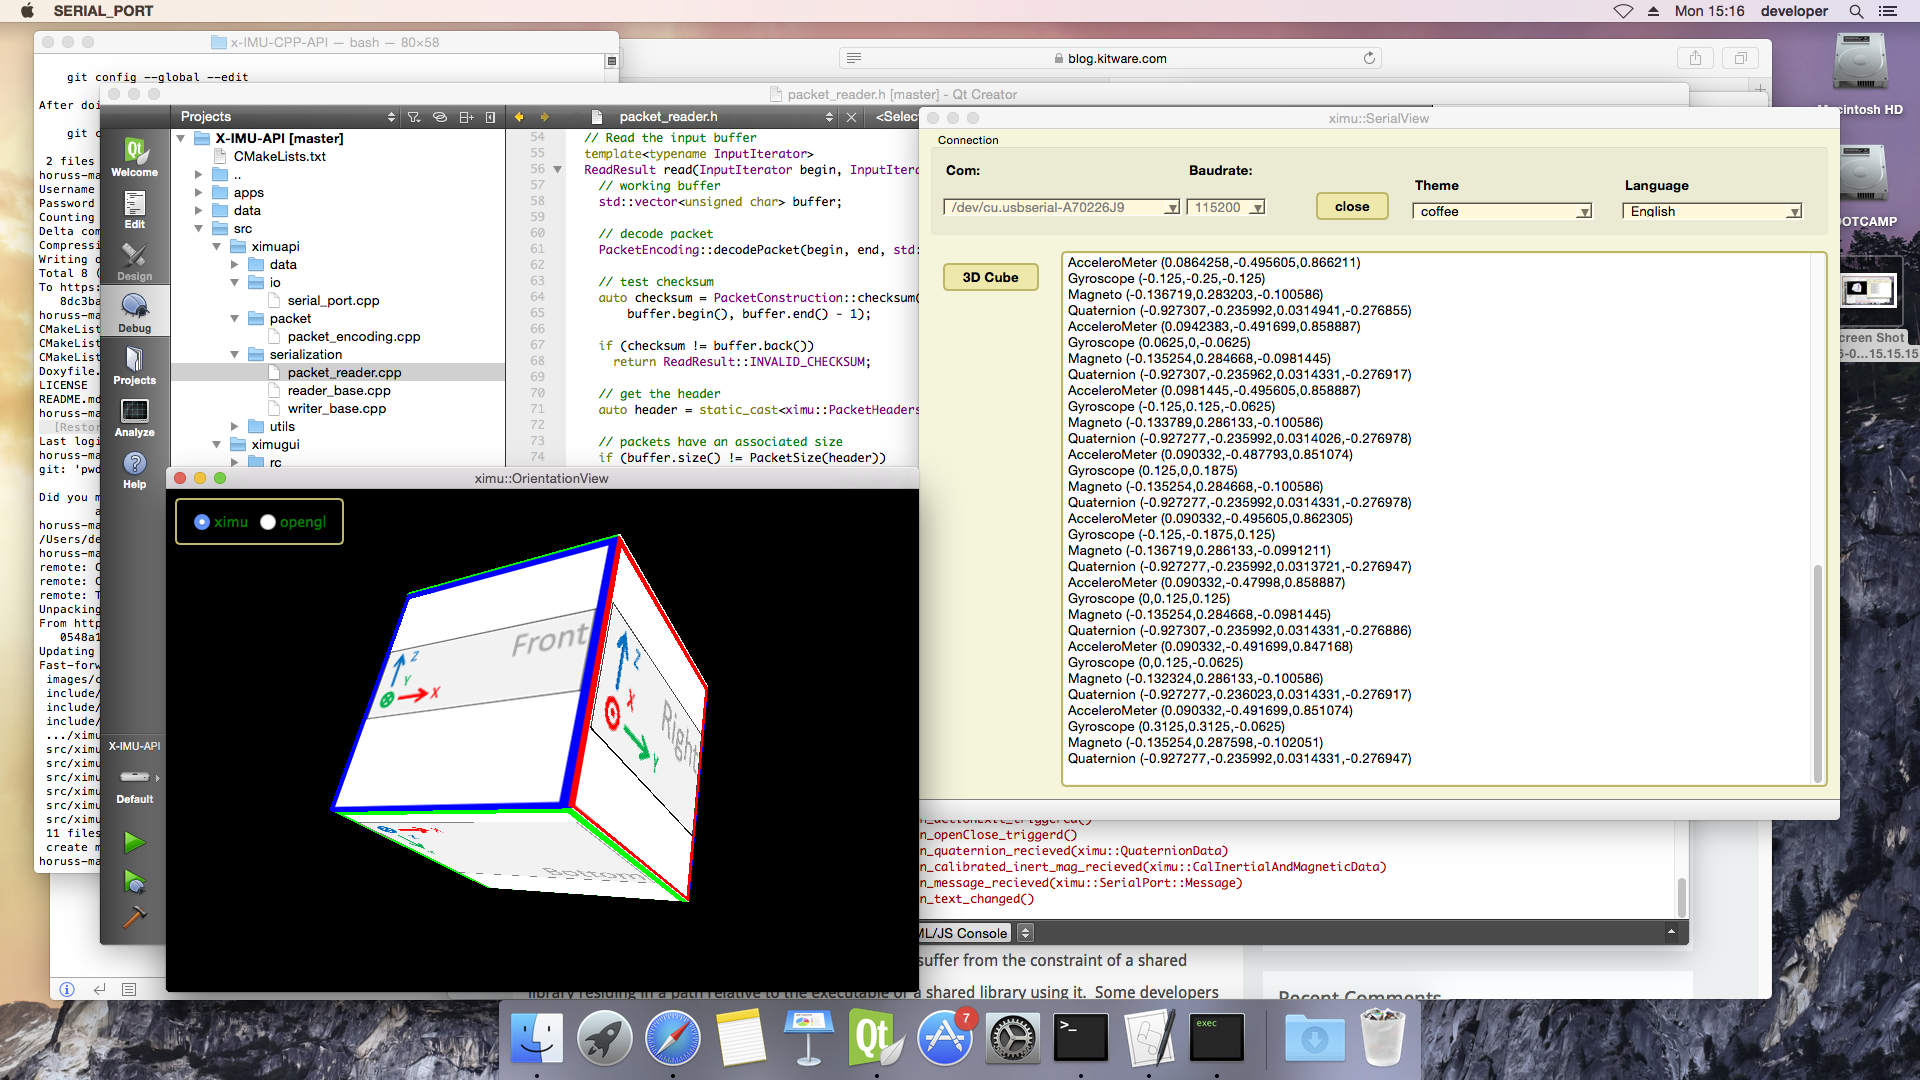 SERIAL_PORT
Mon 15:16 developer
x-IMU-CPP-API — bash — 80×58
git config --global --edit
After doi
git c
2 files
horuss-ma
Username
Password
Counting
Delta com
Compressi
Writing o
Total 8 (
To https:
8dc3ba
horuss-ma
CMakeList
CMakeList
CMakeList
Doxyfile.
LICENSE
README.md
horuss-ma
[Restor
Last logi
horuss-ma
git: 'pwd
Did you m
a
horuss-ma
/Users/de
horuss-ma
remote: C
remote: C
remote: T
Unpacking
From http
0548a1
Updating
Fast-forw
images/c
include/
include/
include/
.../ximu
src/ximu
src/ximu
src/ximu
src/ximu
src/ximu
11 files
create m
horuss-ma
blog.kitware.com
packet_reader.h [master] - Qt Creator
Projects
packet_reader.h
<Selec
Welcome
Edit
Design
Debug
Projects
Analyze
Help
X-IMU-API
Default
X-IMU-API [master]
CMakeLists.txt
..
apps
data
src
ximuapi
data
io
serial_port.cpp
packet
packet_encoding.cpp
serialization
packet_reader.cpp
reader_base.cpp
writer_base.cpp
utils
ximugui
rc
54 // Read the input buffer
55 template<typename InputIterator>
56 ReadResult read(InputIterator begin, InputItera
57 // working buffer
58 std::vector<unsigned char> buffer;
59
60 // decode packet
61 PacketEncoding::decodePacket(begin, end, std:
62
63 // test checksum
64 auto checksum = PacketConstruction::checksum(
65 buffer.begin(), buffer.end() - 1);
66
67 if (checksum != buffer.back())
68 return ReadResult::INVALID_CHECKSUM;
69
70 // get the header
71 auto header = static_cast<ximu::PacketHeaders
72
73 // packets have an associated size
74 if (buffer.size() != PacketSize(header))
ximu::SerialView
Connection
Com:
Baudrate:
Theme
Language
/dev/cu.usbserial-A70226J9
115200
close
coffee
English
3D Cube
AcceleroMeter (0.0864258,-0.495605,0.866211)
Gyroscope (-0.125,-0.25,-0.125)
Magneto (-0.136719,0.283203,-0.100586)
Quaternion (-0.927307,-0.235992,0.0314941,-0.276855)
AcceleroMeter (0.0942383,-0.491699,0.858887)
Gyroscope (0.0625,0,-0.0625)
Magneto (-0.135254,0.284668,-0.0981445)
Quaternion (-0.927307,-0.235962,0.0314331,-0.276917)
AcceleroMeter (0.0981445,-0.495605,0.858887)
Gyroscope (-0.125,0.125,-0.0625)
Magneto (-0.133789,0.286133,-0.100586)
Quaternion (-0.927277,-0.235992,0.0314026,-0.276978)
AcceleroMeter (0.090332,-0.487793,0.851074)
Gyroscope (0.125,0,0.1875)
Magneto (-0.135254,0.284668,-0.100586)
Quaternion (-0.927277,-0.235992,0.0314331,-0.276978)
AcceleroMeter (0.090332,-0.495605,0.862305)
Gyroscope (-0.125,-0.1875,0.125)
Magneto (-0.136719,0.286133,-0.0991211)
Quaternion (-0.927307,-0.235992,0.0313721,-0.276947)
AcceleroMeter (0.090332,-0.47998,0.858887)
Gyroscope (0,0.125,0.125)
Magneto (-0.135254,0.284668,-0.0981445)
Quaternion (-0.927307,-0.235992,0.0314331,-0.276886)
AcceleroMeter (0.090332,-0.491699,0.847168)
Gyroscope (0,0.125,-0.0625)
Magneto (-0.132324,0.286133,-0.100586)
Quaternion (-0.927277,-0.236023,0.0314331,-0.276917)
AcceleroMeter (0.090332,-0.491699,0.851074)
Gyroscope (0.3125,0.3125,-0.0625)
Magneto (-0.135254,0.287598,-0.102051)
Quaternion (-0.927277,-0.235992,0.0314331,-0.276947)
ximu::OrientationView
ximu opengl
Front
Z
Y
X
Z
X
Y
Right
Bottom
n_actionExit_triggered()
n_openClose_triggerd()
n_quaternion_recieved(ximu::QuaternionData)
n_calibrated_inert_mag_recieved(ximu::CalInertialAndMagneticData)
n_message_recieved(ximu::SerialPort::Message)
n_text_changed()
ML/JS Console
suffer from the constraint of a shared
library residing in a path relative to the executable or a shared library using it. Some developers
Recent Comments
cintosh HD
OOTCAMP
creen Shot
6-0...15.15.15
7
exec